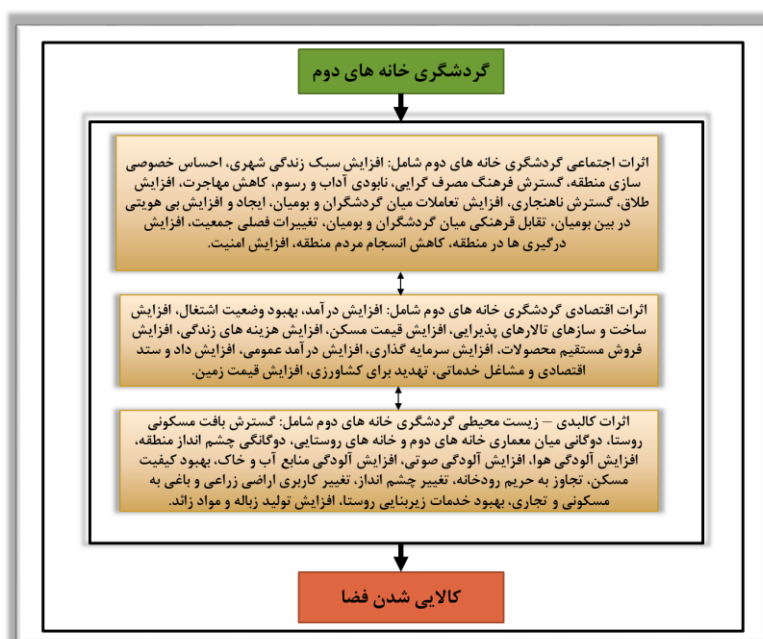 گردشگری خانه های دوم
اثرات اجتماعی گردشگری خانه های دوم شامل: افزایش سبک زندگی شهری، احساس خصوصی
سازی منطقه، گسترش فرهنگ مصرف گرایی، نابودی آداب و رسوم، کاهش مهاجرت، افزایش
طلاق، گسترش ناهنجاری، افزایش تعاملات میان گردشگران و بومیان، ایجاد و افزایش بی هویتی
در بین بومیان، تقابل فرهنکی میان گردشگران و بومیان، تغییرات فصلی جمعیت، افزایش
درگیری ها در منطقه، کاهش انسجام مردم منطقه، افزایش امنیت.
اثرات اقتصادی گردشگری خانه های دوم شامل: افزایش درآمد، بهبود وضعیت اشتغال، افزایش
ساخت و سازهای تالارهای پذیرایی، افزایش قیمت مسکن، افزایش هزینه های زندگی، افزایش
فروش مستقیم محصولات، افزایش سرمایه گذاری، افزایش درآمد عمومی، افزایش داد و ستد
اقتصادی و مشاغل خدماتی، تهدید برای کشاورزی، افزایش قیمت زمین.
اثرات کالبدی – زیست محیطی گردشگری خانه های دوم شامل: گسترش بافت مسکونی
روستا، دوگانی میان معماری خانه های دوم و خانه های روستایی، دوگانگی چشم انداز منطقه،
افزایش آلودگی هوا، افزایش آلودگی صوتی، افزایش آلودگی منابع آب و خاک، بهبود کیفیت
مسکن، تجاوز به حریم رودخانه، تغییر چشم انداز، تغییر کاربری اراضی زراعی و باغی به
مسکونی و تجاری، بهبود خدمات زیربنایی روستا، افزایش تولید زباله و مواد زائد.
کالایی شدن فضا